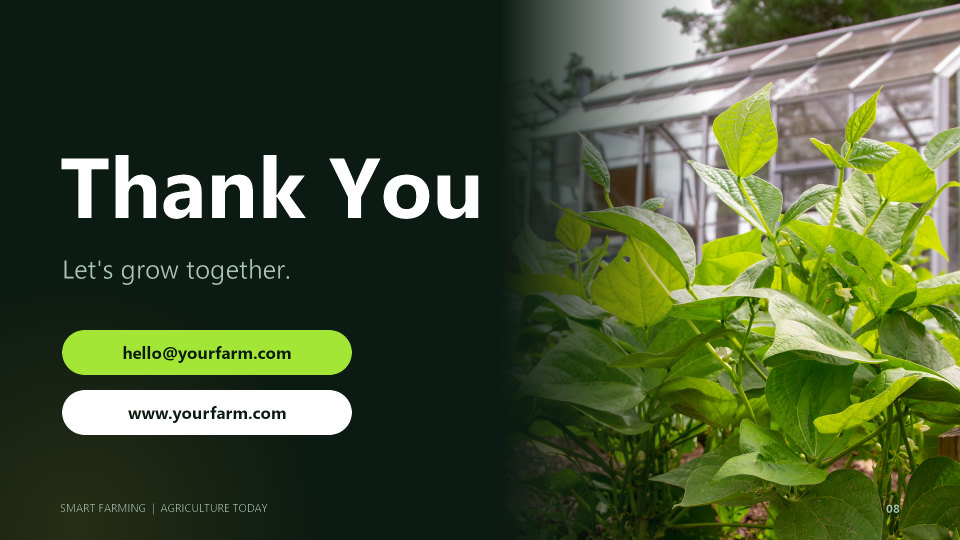 Thank You
Let's grow together.
hello@yourfarm.com
www.yourfarm.com
SMART FARMING | AGRICULTURE TODAY
08